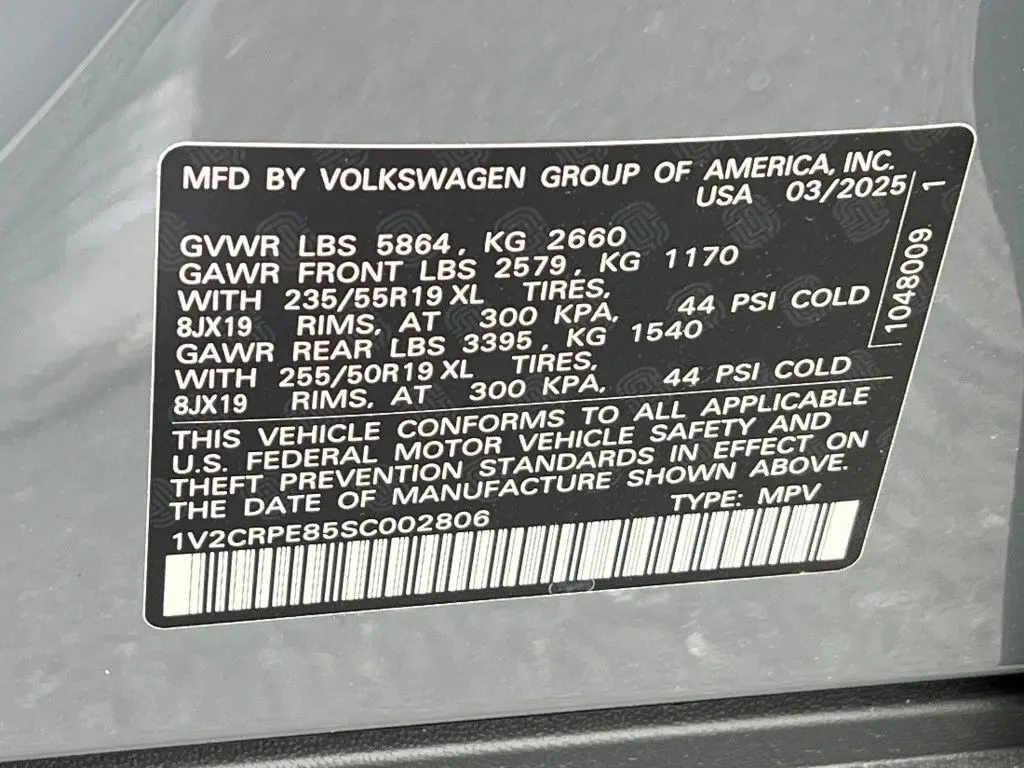 MFD BY VOLKSWAGEN GROUP OF AMERICA, INC.
USA 03/2025
GVWR LBS 5864, KG 2660
GAWR FRONT LBS 2579, KG 1170
WITH 235/55R19 XL TIRES,
8JX19 RIMS, AT 300 KPA, 44 PSI COLD
GAWR REAR LBS 3395, KG 1540
WITH 255/50R19 XL TIRES,
8JX19 RIMS, AT 300 KPA, 44 PSI COLD
THIS VEHICLE CONFORMS TO ALL APPLICABLE
U.S. FEDERAL MOTOR VEHICLE SAFETY AND
THEFT PREVENTION STANDARDS IN EFFECT ON
THE DATE OF MANUFACTURE SHOWN ABOVE.
1V2CRPE85SC002806 TYPE: MPV
1048009 1